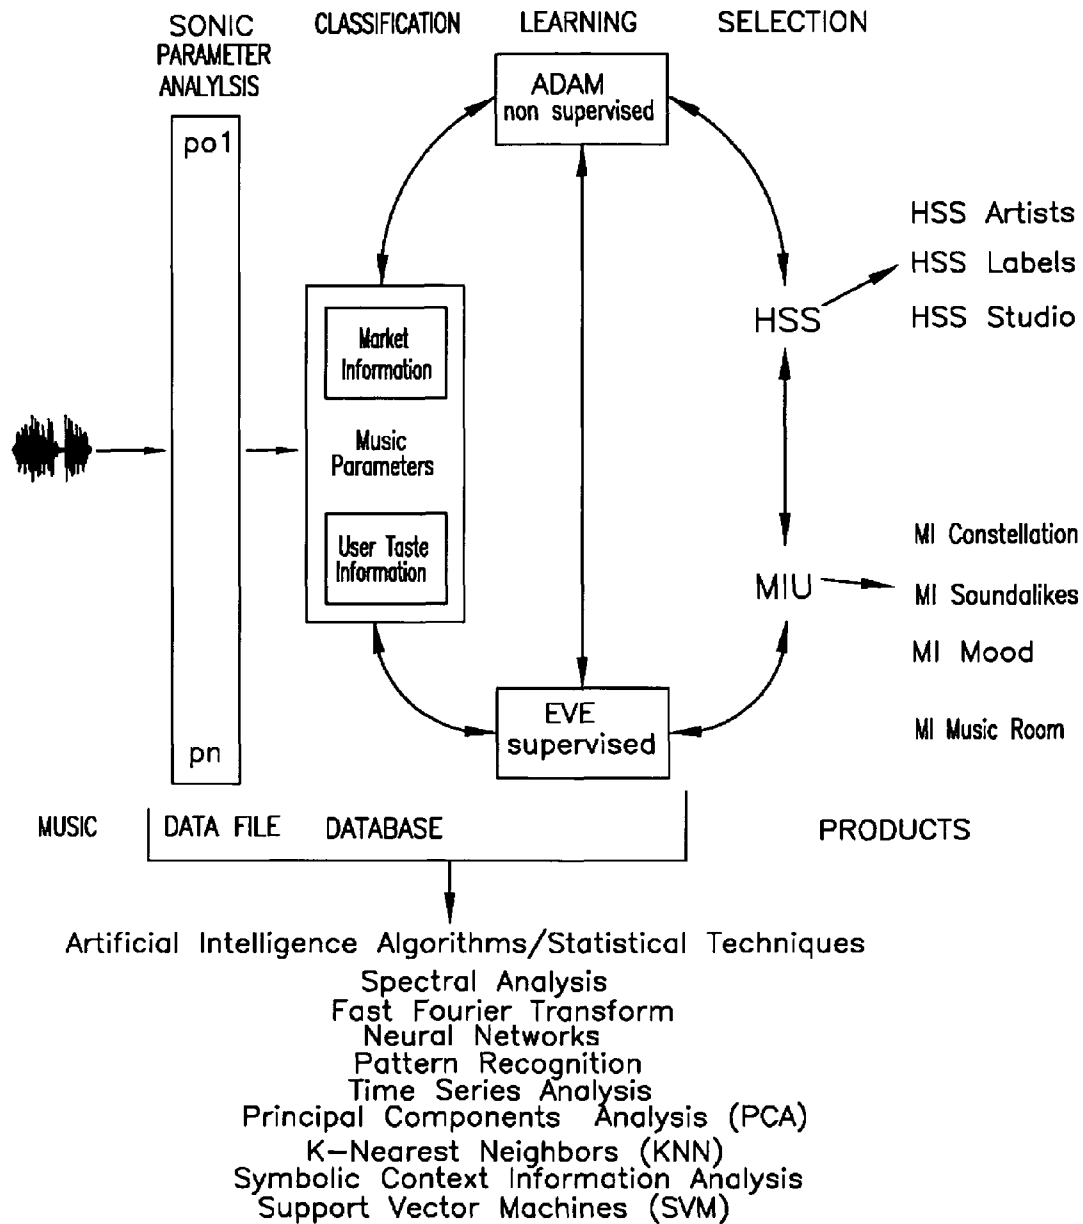 SONIC
PARAMETER
ANALYLSIS
CLASSIFICATION
LEARNING
SELECTION
po1
pn
Market
Information
Music
Parameters
User Taste
Information
ADAM
non supervised
EVE
supervised
HSS
MIU
HSS Artists
HSS Labels
HSS Studio
MI Constellation
MI Soundalikes
MI Mood
MI Music Room
MUSIC
DATA FILE
DATABASE
PRODUCTS
Artificial Intelligence Algorithms/Statistical Techniques
Spectral Analysis
Fast Fourier Transform
Neural Networks
Pattern Recognition
Time Series Analysis
Principal Components Analysis (PCA)
K-Nearest Neighbors (KNN)
Symbolic Context Information Analysis
Support Vector Machines (SVM)